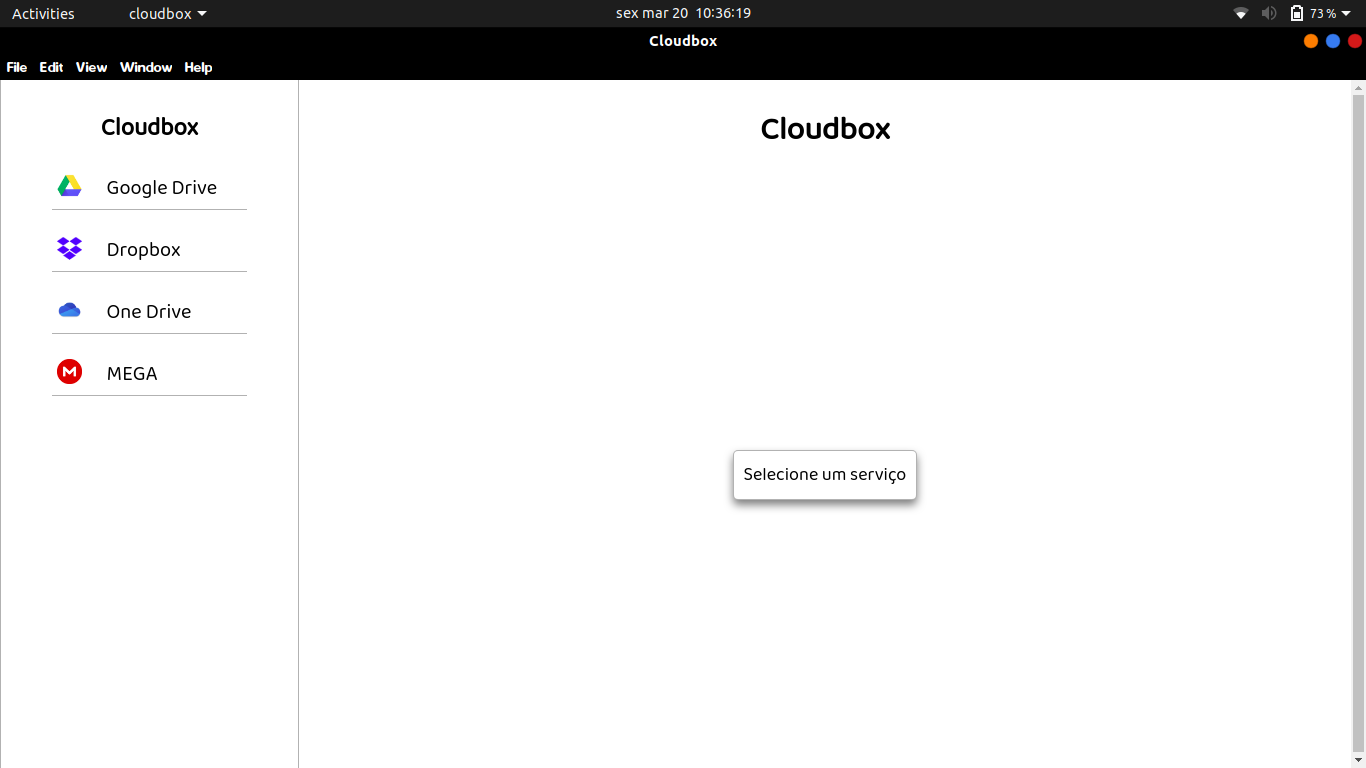 Activities cloudbox sex mar 20 10:36:19 73 %
Cloudbox
File Edit View Window Help
Cloudbox
Google Drive
Dropbox
One Drive
MEGA
Cloudbox
Selecione um serviço